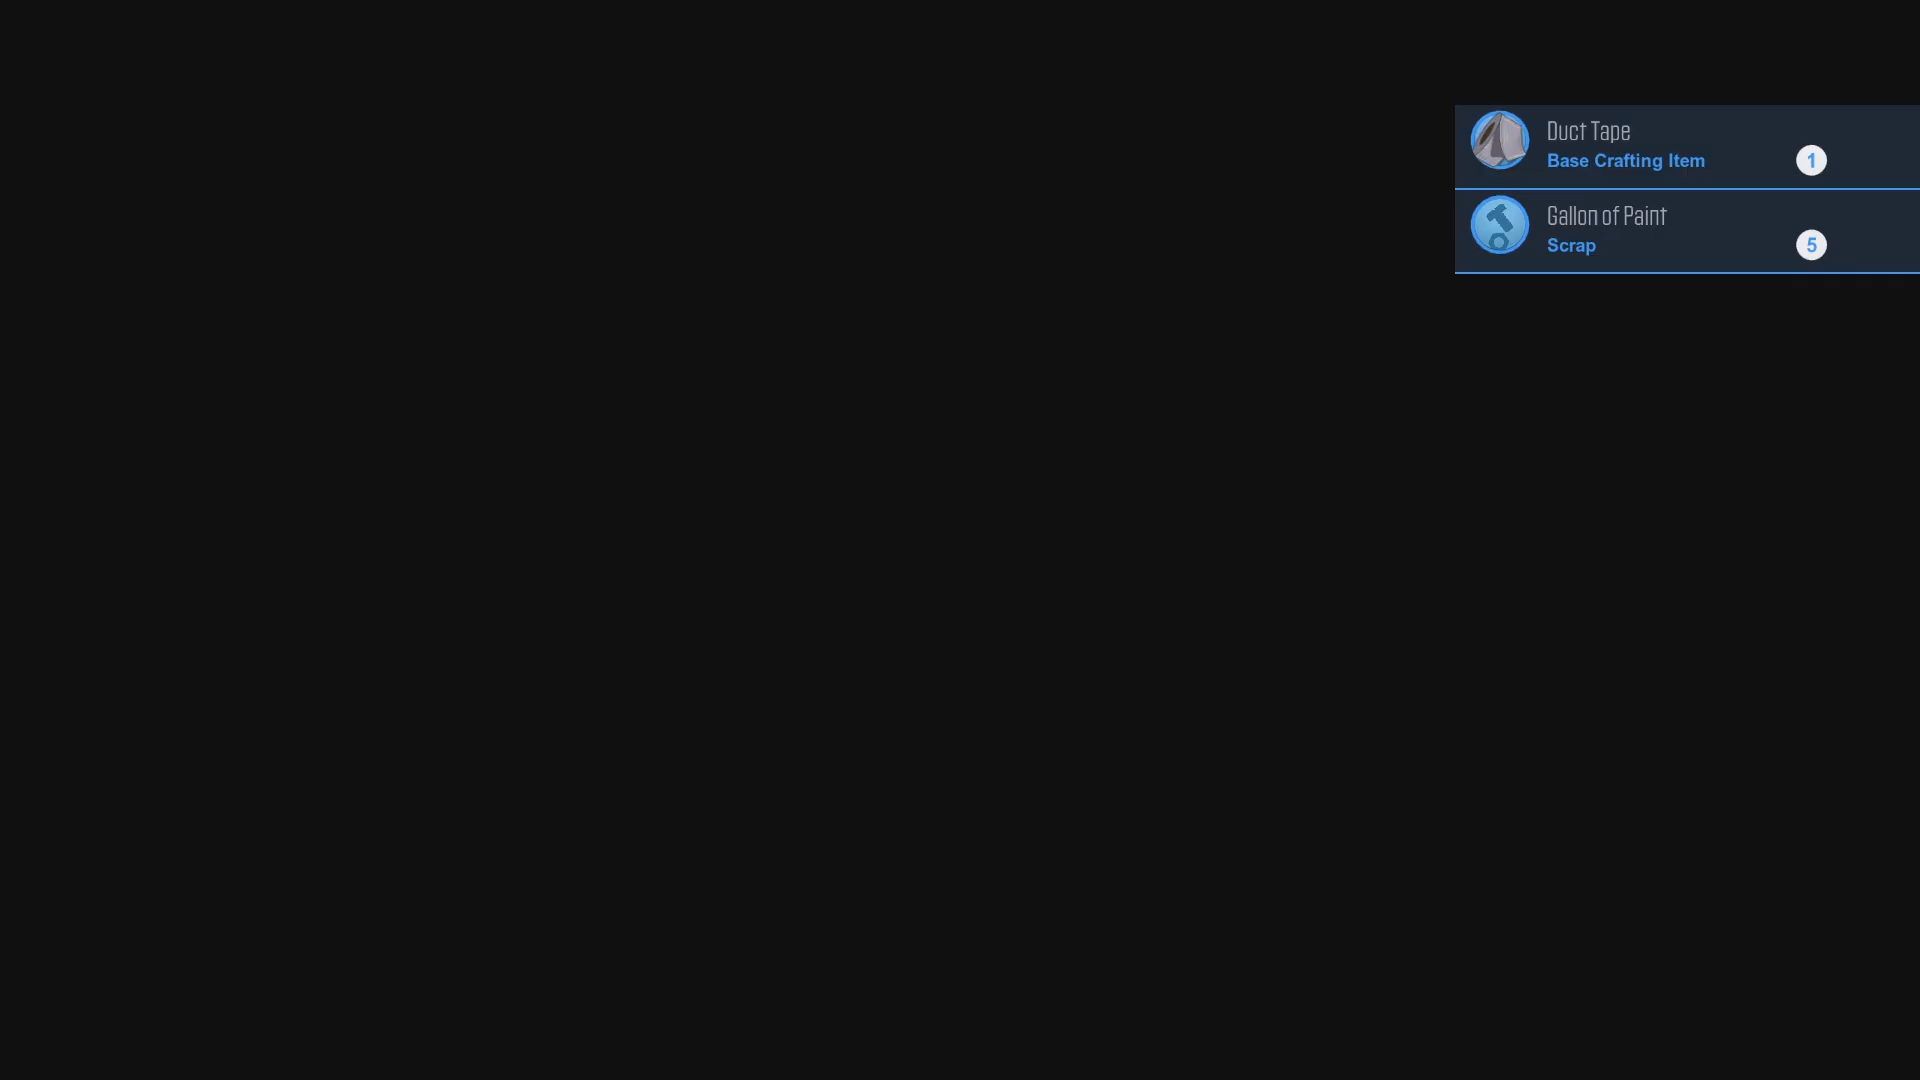 Duct Tape
Base Crafting Item
1
Gallon of Paint
Scrap
5